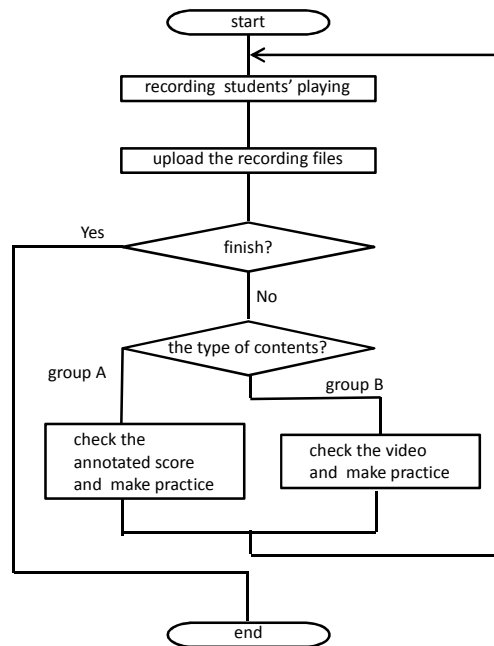 start
recording students’ playing
upload the recording files
Yes
finish?
No
the type of contents?
group A
group B
check the
annotated score
and make practice
check the video
and make practice
end